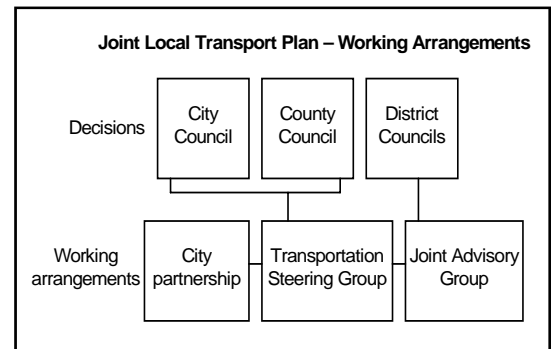 Joint Local Transport Plan – Working Arrangements
Decisions
City
Council
County
Council
District
Councils
Working
arrangements
City
partnership
Transportation
Steering Group
Joint Advisory
Group